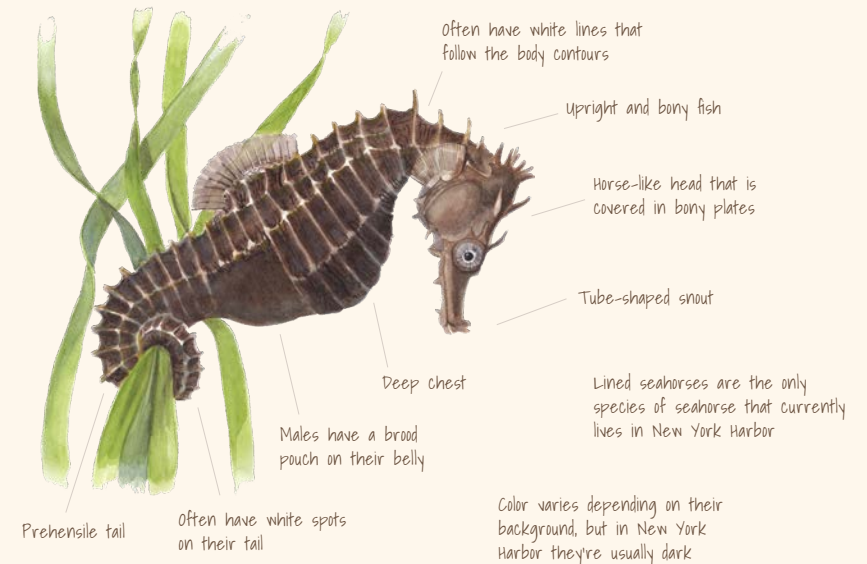 Often have white lines that
follow the body contours
Upright and bony fish
Horse-like head that is
covered in bony plates
Tube-shaped snout
Deep chest
Lined seahorses are the only
species of seahorse that currently
lives in New York Harbor
Males have a brood
pouch on their belly
Prehensile tail
Often have white spots
on their tail
Color varies depending on their
background, but in New York
Harbor they're usually dark